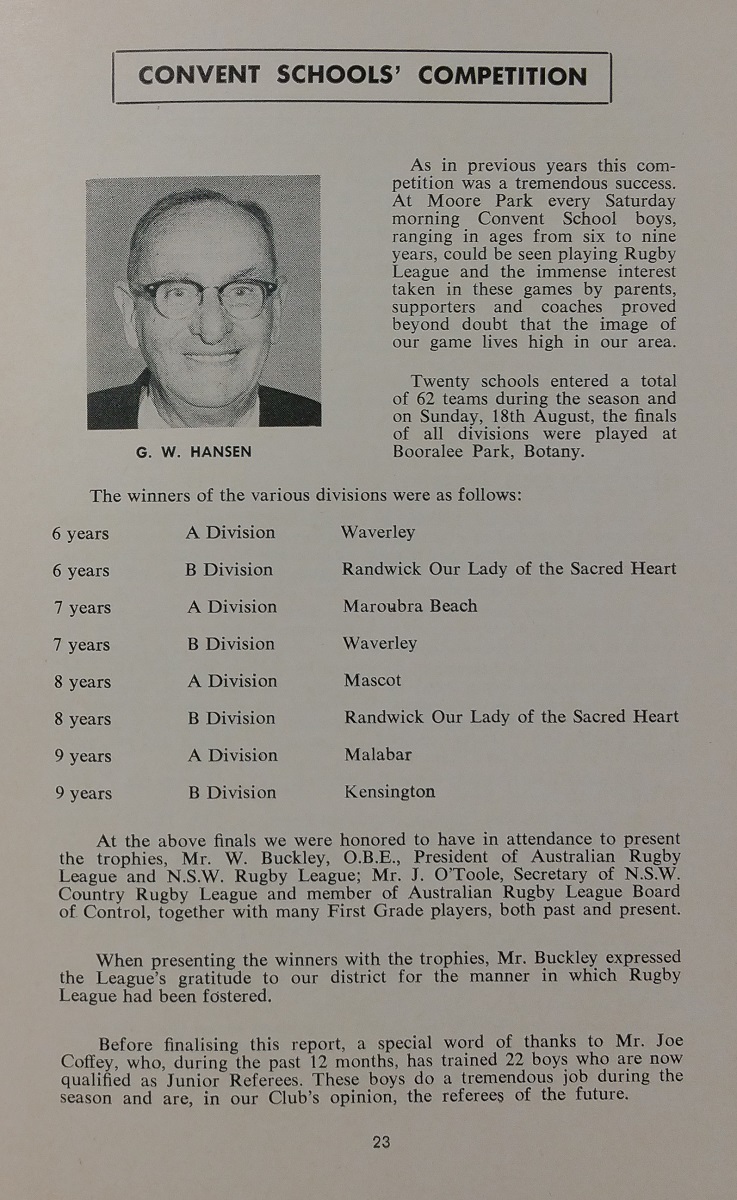 CONVENT SCHOOLS' COMPETITION
As in previous years this com-
petition was a tremendous success.
At Moore Park every Saturday
morning Convent School boys,
ranging in ages from six to nine
years, could be seen playing Rugby
League and the immense interest
taken in these games by parents,
supporters and coaches proved
beyond doubt that the image of
our game lives high in our area.
Twenty schools entered a total
of 62 teams during the season and
on Sunday, 18th August, the finals
of all divisions were played at
Booralee Park, Botany.
G. W. HANSEN
The winners of the various divisions were as follows:
6 years A Division Waverley
6 years B Division Randwick Our Lady of the Sacred Heart
7 years A Division Maroubra Beach
7 years B Division Waverley
8 years A Division Mascot
8 years B Division Randwick Our Lady of the Sacred Heart
9 years A Division Malabar
9 years B Division Kensington
At the above finals we were honored to have in attendance to present
the trophies, Mr. W. Buckley, O.B.E., President of Australian Rugby
League and N.S.W. Rugby League; Mr. J. O'Toole, Secretary of N.S.W.
Country Rugby League and member of Australian Rugby League Board
of Control, together with many First Grade players, both past and present.
When presenting the winners with the trophies, Mr. Buckley expressed
the League's gratitude to our district for the manner in which Rugby
League had been fostered.
Before finalising this report, a special word of thanks to Mr. Joe
Coffey, who, during the past 12 months, has trained 22 boys who are now
qualified as Junior Referees. These boys do a tremendous job during the
season and are, in our Club's opinion, the referees of the future.
23